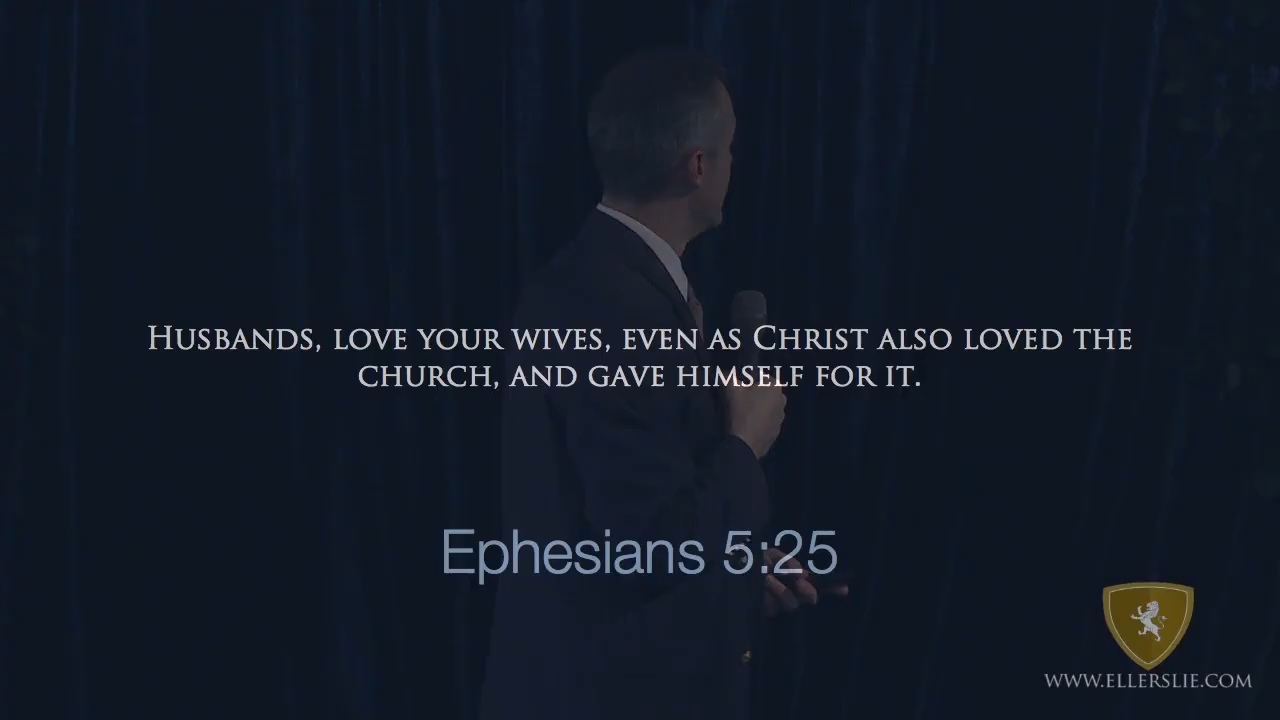 Husbands, love your wives, even as Christ also loved the
church, and gave himself for it.
Ephesians 5:25
www.ellerslie.com